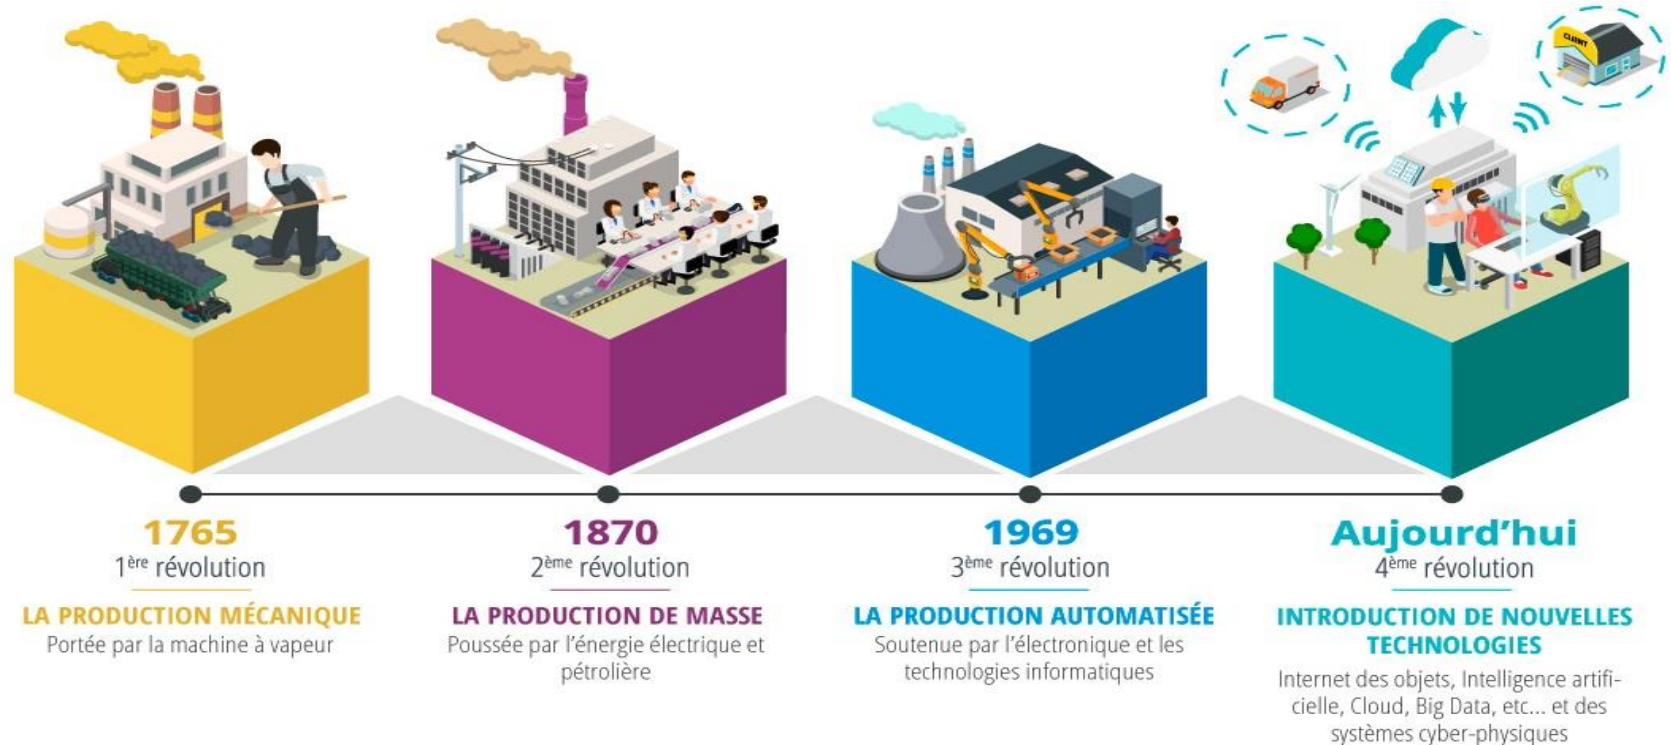 CLIENT
1765
1ère révolution
LA PRODUCTION MÉCANIQUE
Portée par la machine à vapeur
1870
2ème révolution
LA PRODUCTION DE MASSE
Poussée par l'énergie électrique et
pétrolière
1969
3ème révolution
LA PRODUCTION AUTOMATISÉE
Soutenue par l'électronique et les
technologies informatiques
Aujourd'hui
4ème révolution
INTRODUCTION DE NOUVELLES
TECHNOLOGIES
Internet des objets, Intelligence artifi-
cielle, Cloud, Big Data, etc... et des
systèmes cyber-physiques